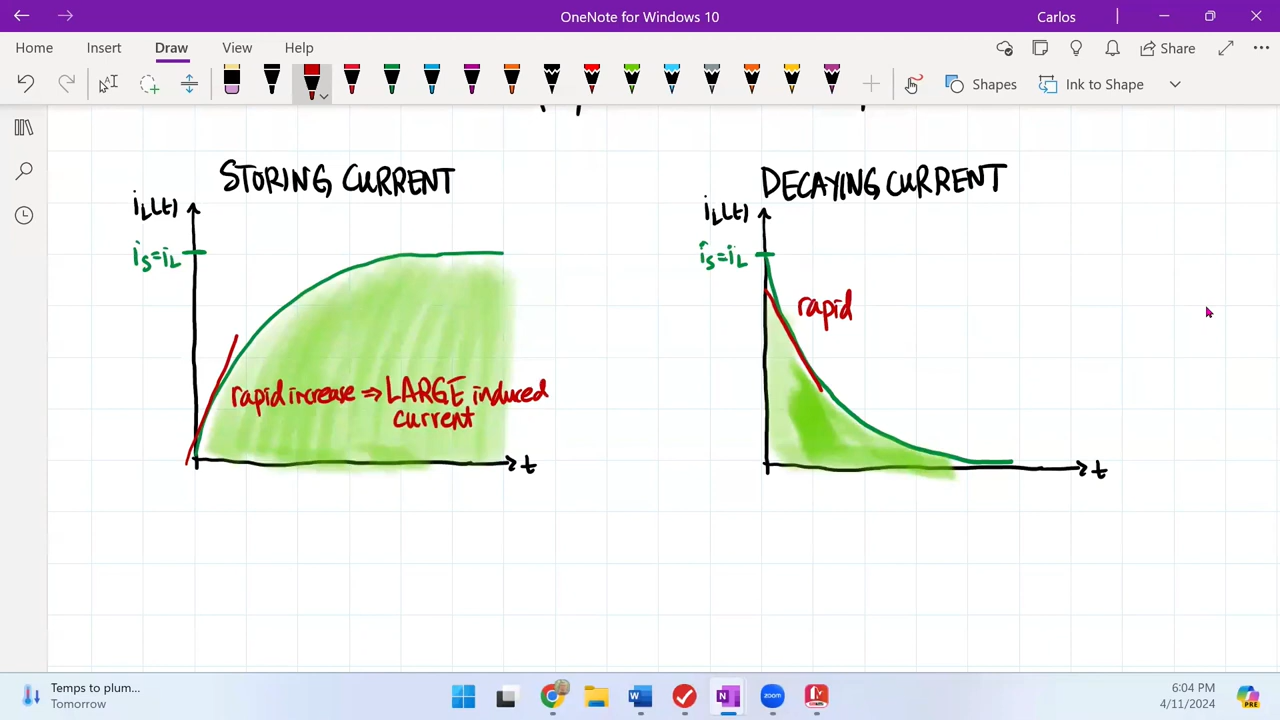 OneNote for Windows 10
Carlos
Home Insert Draw View Help
Share
Shapes
Ink to Shape
STORING CURRENT
iL(t)
is=iL
rapid increase ⇒ LARGE induced
current
t
DECAYING CURRENT
iL(t)
is=iL
rapid
t
Temps to plum...
Tomorrow
W
N
zoom
PRE
6:04 PM
4/11/2024